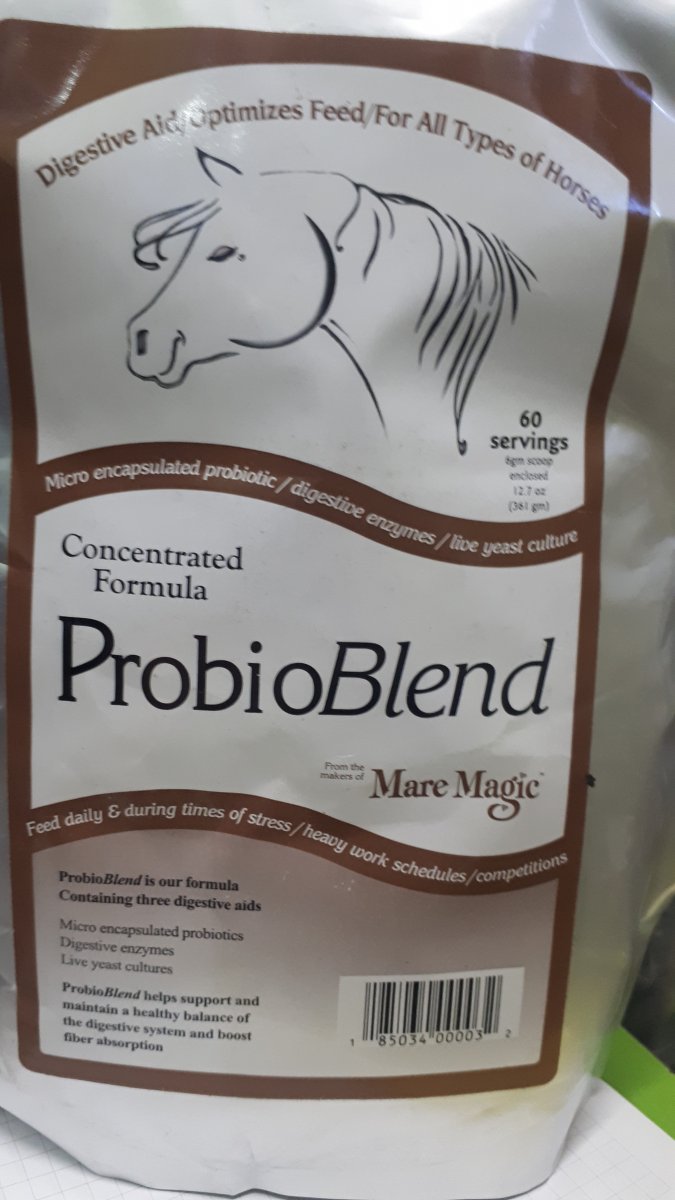 Digestive Aid/Optimizes Feed/For All Types of Horses
60
servings
6gm scoop
enclosed
12.7 oz
(361 gm)
Micro encapsulated probiotic / digestive enzymes / live yeast culture
Concentrated
Formula
ProbioBlend
From the
makers of
Mare Magic™
Feed daily & during times of stress / heavy work schedules/competitions
ProbioBlend is our formula
Containing three digestive aids
Micro encapsulated probiotics
Digestive enzymes
Live yeast cultures
ProbioBlend helps support and
maintain a healthy balance of
the digestive system and boost
fiber absorption
1 85034 00003 2